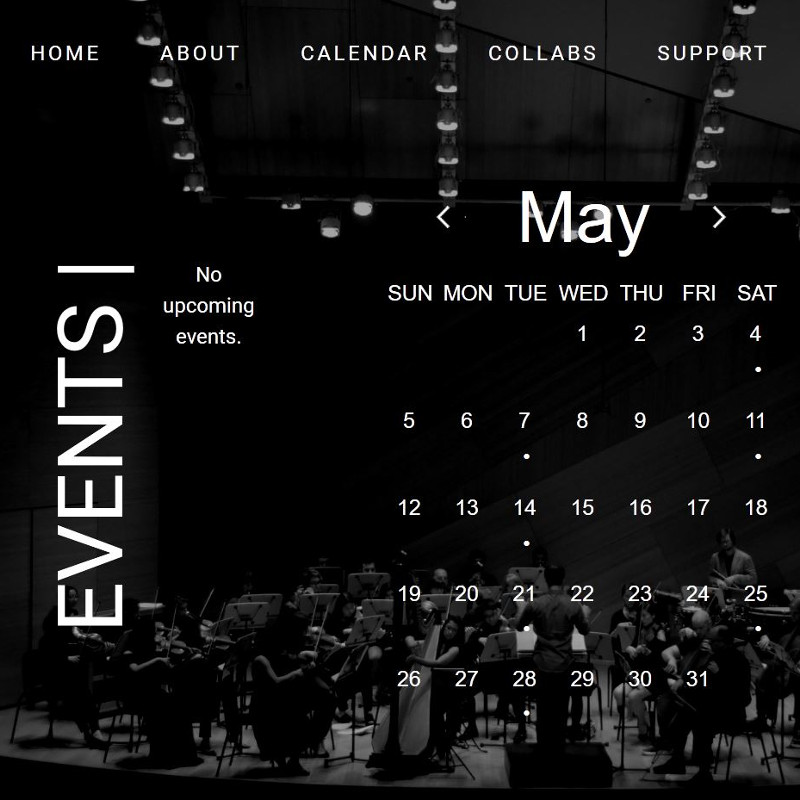 HOME ABOUT CALENDAR COLLABS SUPPORT
EVENTS |
No
upcoming
events.
May
SUN MON TUE WED THU FRI SAT
1 2 3 4
5 6 7 8 9 10 11
12 13 14 15 16 17 18
19 20 21 22 23 24 25
26 27 28 29 30 31